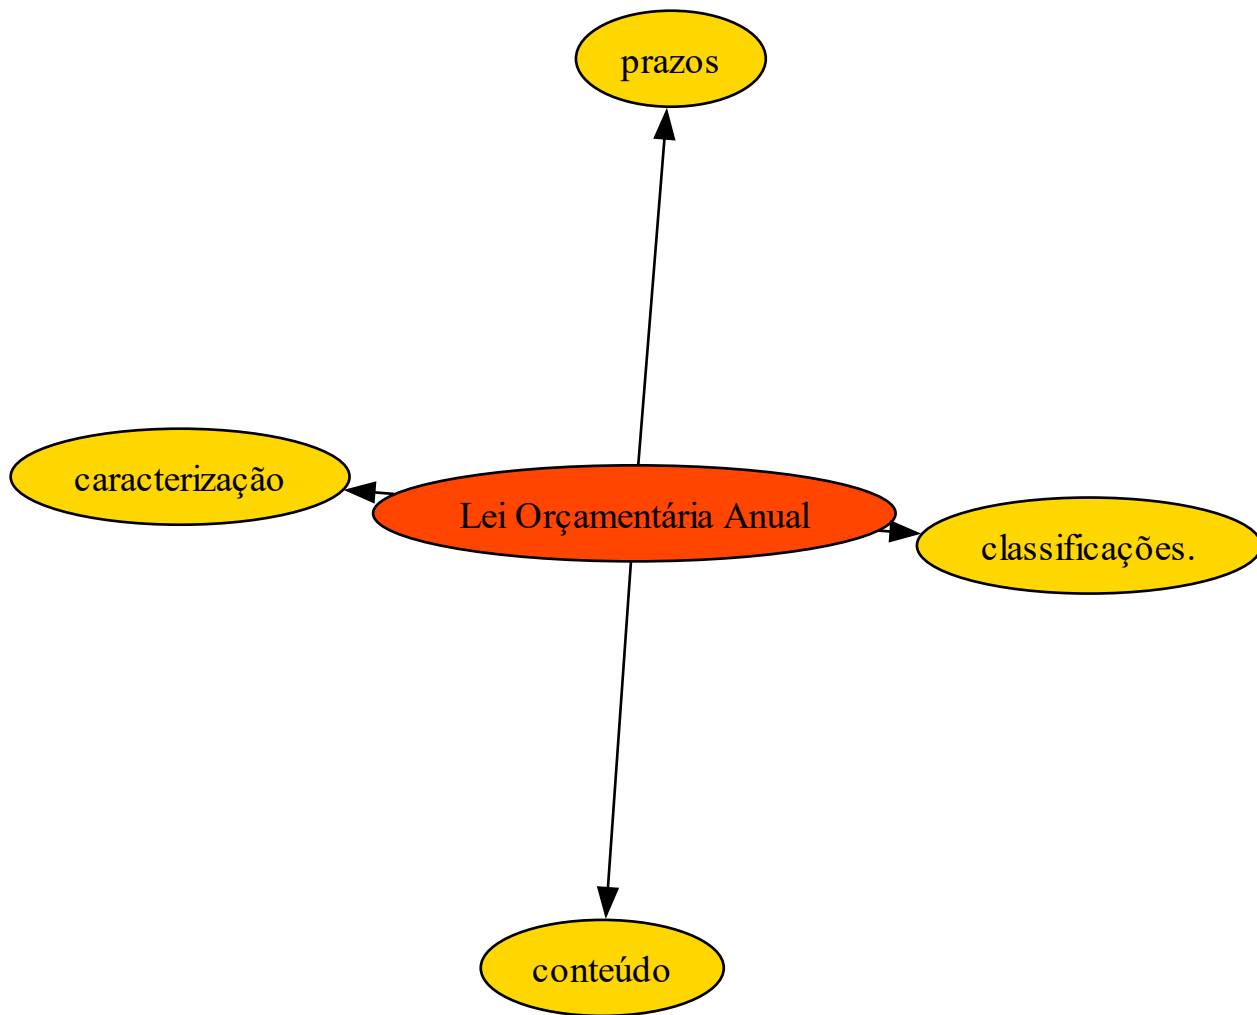 prazos
caracterização
Lei Orçamentária Anual
classificações.
conteúdo